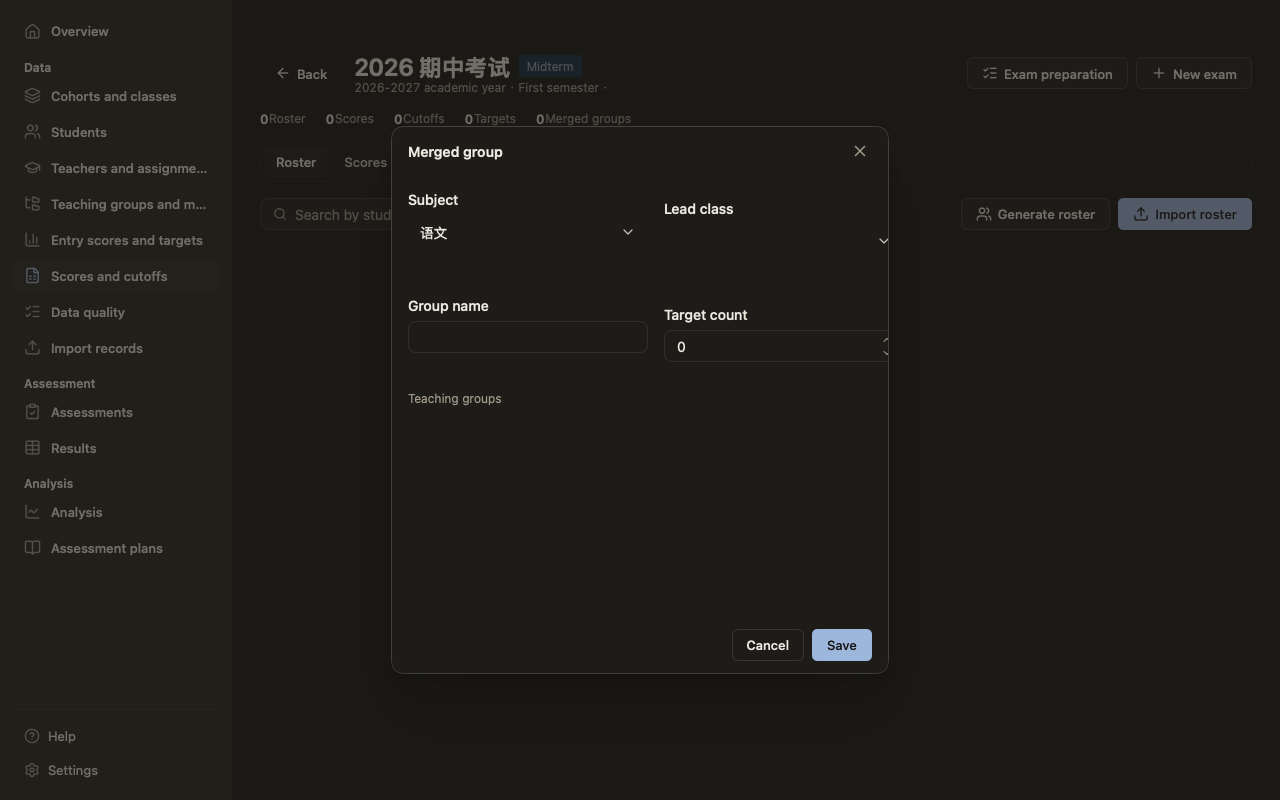 Overview
Data
Cohorts and classes
Students
Teachers and assignme...
Teaching groups and m...
Entry scores and targets
Scores and cutoffs
Data quality
Import records
Assessment
Assessments
Results
Analysis
Analysis
Assessment plans
Help
Settings
Back
2026 期中考试
Midterm
2026-2027 academic year · First semester ·
Exam preparation
New exam
0Roster 0Scores 0Cutoffs 0Targets 0Merged groups
Roster
Scores
Search by stud
Generate roster
Import roster
Merged group
Subject
语文
Lead class
Group name
Target count
0
Teaching groups
Cancel
Save